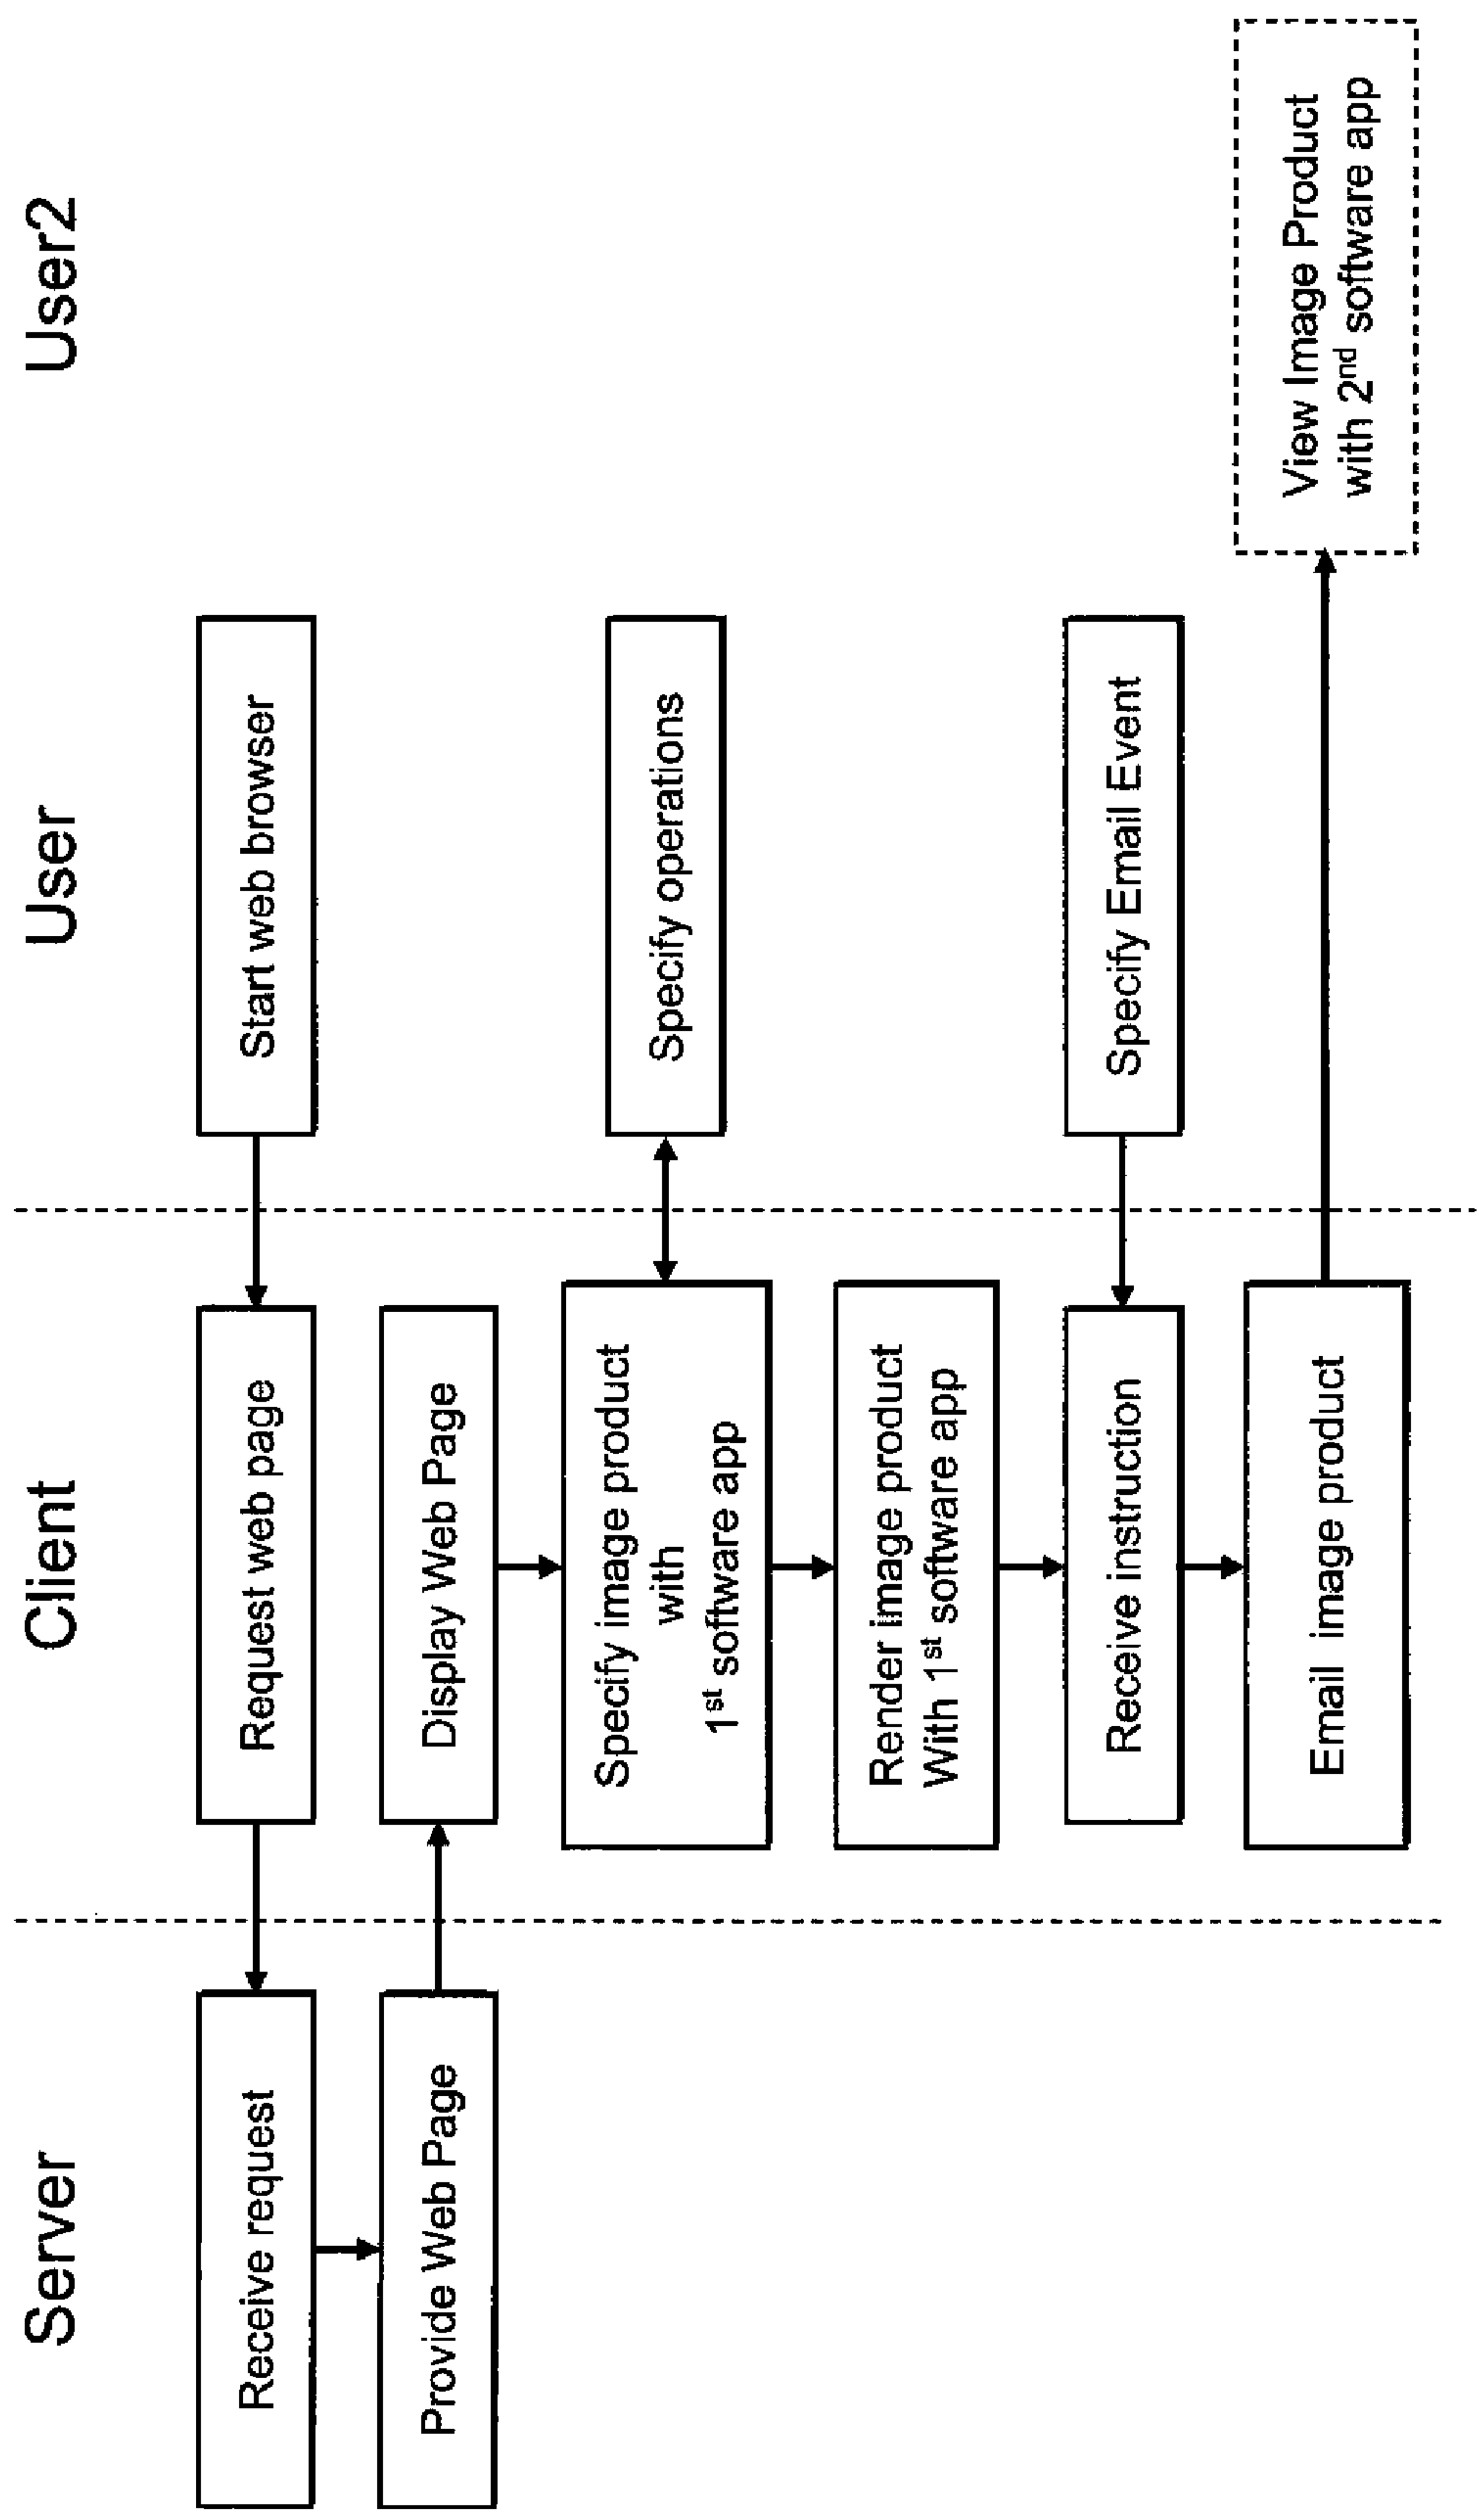 Server
Client
User
User2
Receive request
Request web page
Start web browser
Provide Web Page
Display Web Page
Specify image product
with
1st software app
Specify operations
Render image product
With 1st software app
Receive instruction
Specify Email Event
Email image product
View Image Product
with 2nd software app